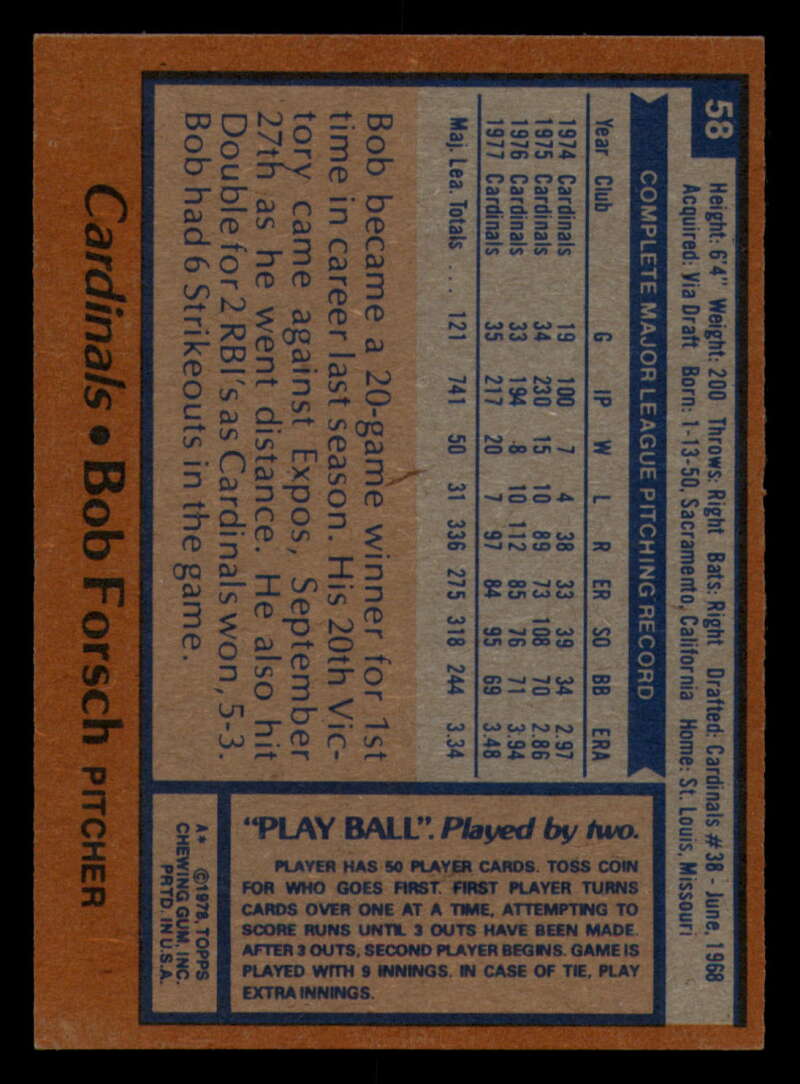 58
Height: 6'4" Weight: 200 Throws: Right Bats: Right Drafted: Cardinals #38 - June, 1968
Acquired: Via Draft Born: 1-13-50, Sacramento, California Home: St. Louis, Missouri
COMPLETE MAJOR LEAGUE PITCHING RECORD
Year Club G IP W L R ER SO BB ERA
1974 Cardinals 19 100 7 4 38 33 39 34 2.97
1975 Cardinals 34 230 15 10 89 73 108 70 2.86
1976 Cardinals 33 194 8 10 112 85 76 71 3.94
1977 Cardinals 35 217 20 7 97 84 95 69 3.48
Maj. Lea. Totals ... 121 741 50 31 336 275 318 244 3.34
Bob became a 20-game winner for 1st
time in career last season. His 20th Vic-
tory came against Expos, September
27th as he went distance. He also hit
Double for 2 RBI's as Cardinals won, 5-3.
Bob had 6 Strikeouts in the game.
"PLAY BALL". Played by two.
PLAYER HAS 50 PLAYER CARDS. TOSS COIN
FOR WHO GOES FIRST. FIRST PLAYER TURNS
CARDS OVER ONE AT A TIME, ATTEMPTING TO
SCORE RUNS UNTIL 3 OUTS HAVE BEEN MADE.
AFTER 3 OUTS, SECOND PLAYER BEGINS. GAME IS
PLAYED WITH 9 INNINGS. IN CASE OF TIE, PLAY
EXTRA INNINGS.
A* ©1978, TOPPS
CHEWING GUM, INC.
PRTD. IN U.S.A.
Cardinals • Bob Forsch PITCHER